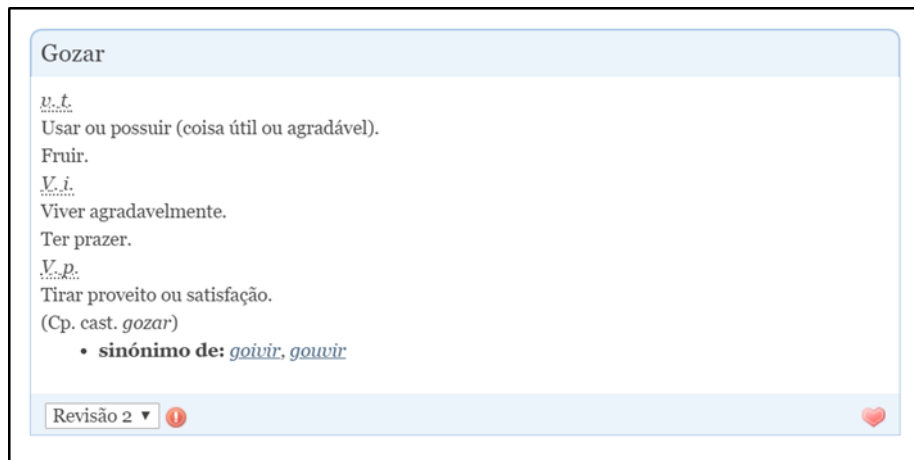 Gozar
v. t.
Usar ou possuir (coisa útil ou agradável).
Fruir.
V. i.
Viver agradavelmente.
Ter prazer.
V. p.
Tirar proveito ou satisfação.
(Cp. cast. gozar)
• sinónimo de: goivir, gouvir
Revisão 2 ▼